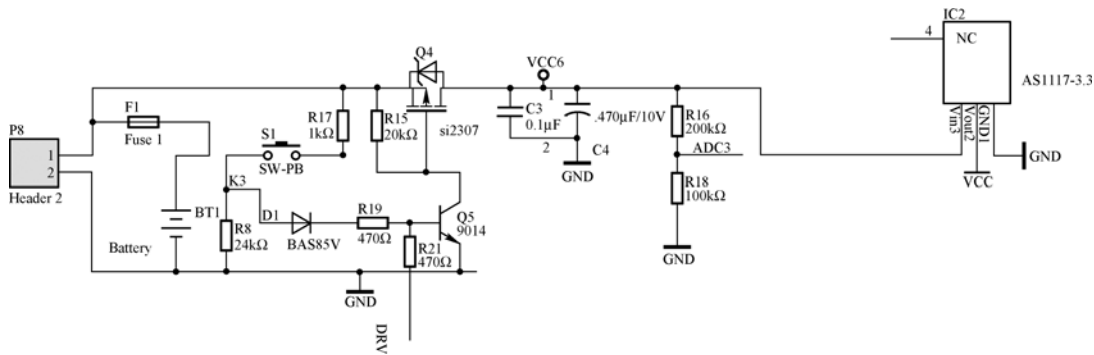 IC2
4
NC
AS1117-3.3
Vin3
Vout2
GND1
GND
VCC
Q4
VCC6
1
F1
Fuse 1
R17
1kΩ
R15
20kΩ
si2307
C3
0.1μF
2
.470μF/10V
C4
GND
R16
200kΩ
ADC3
R18
100kΩ
GND
P8
1
2
Header 2
S1
SW-PB
K3
BT1
Battery
R8
24kΩ
D1
BAS85V
R19
470Ω
Q5
9014
R21
470Ω
GND
DRV